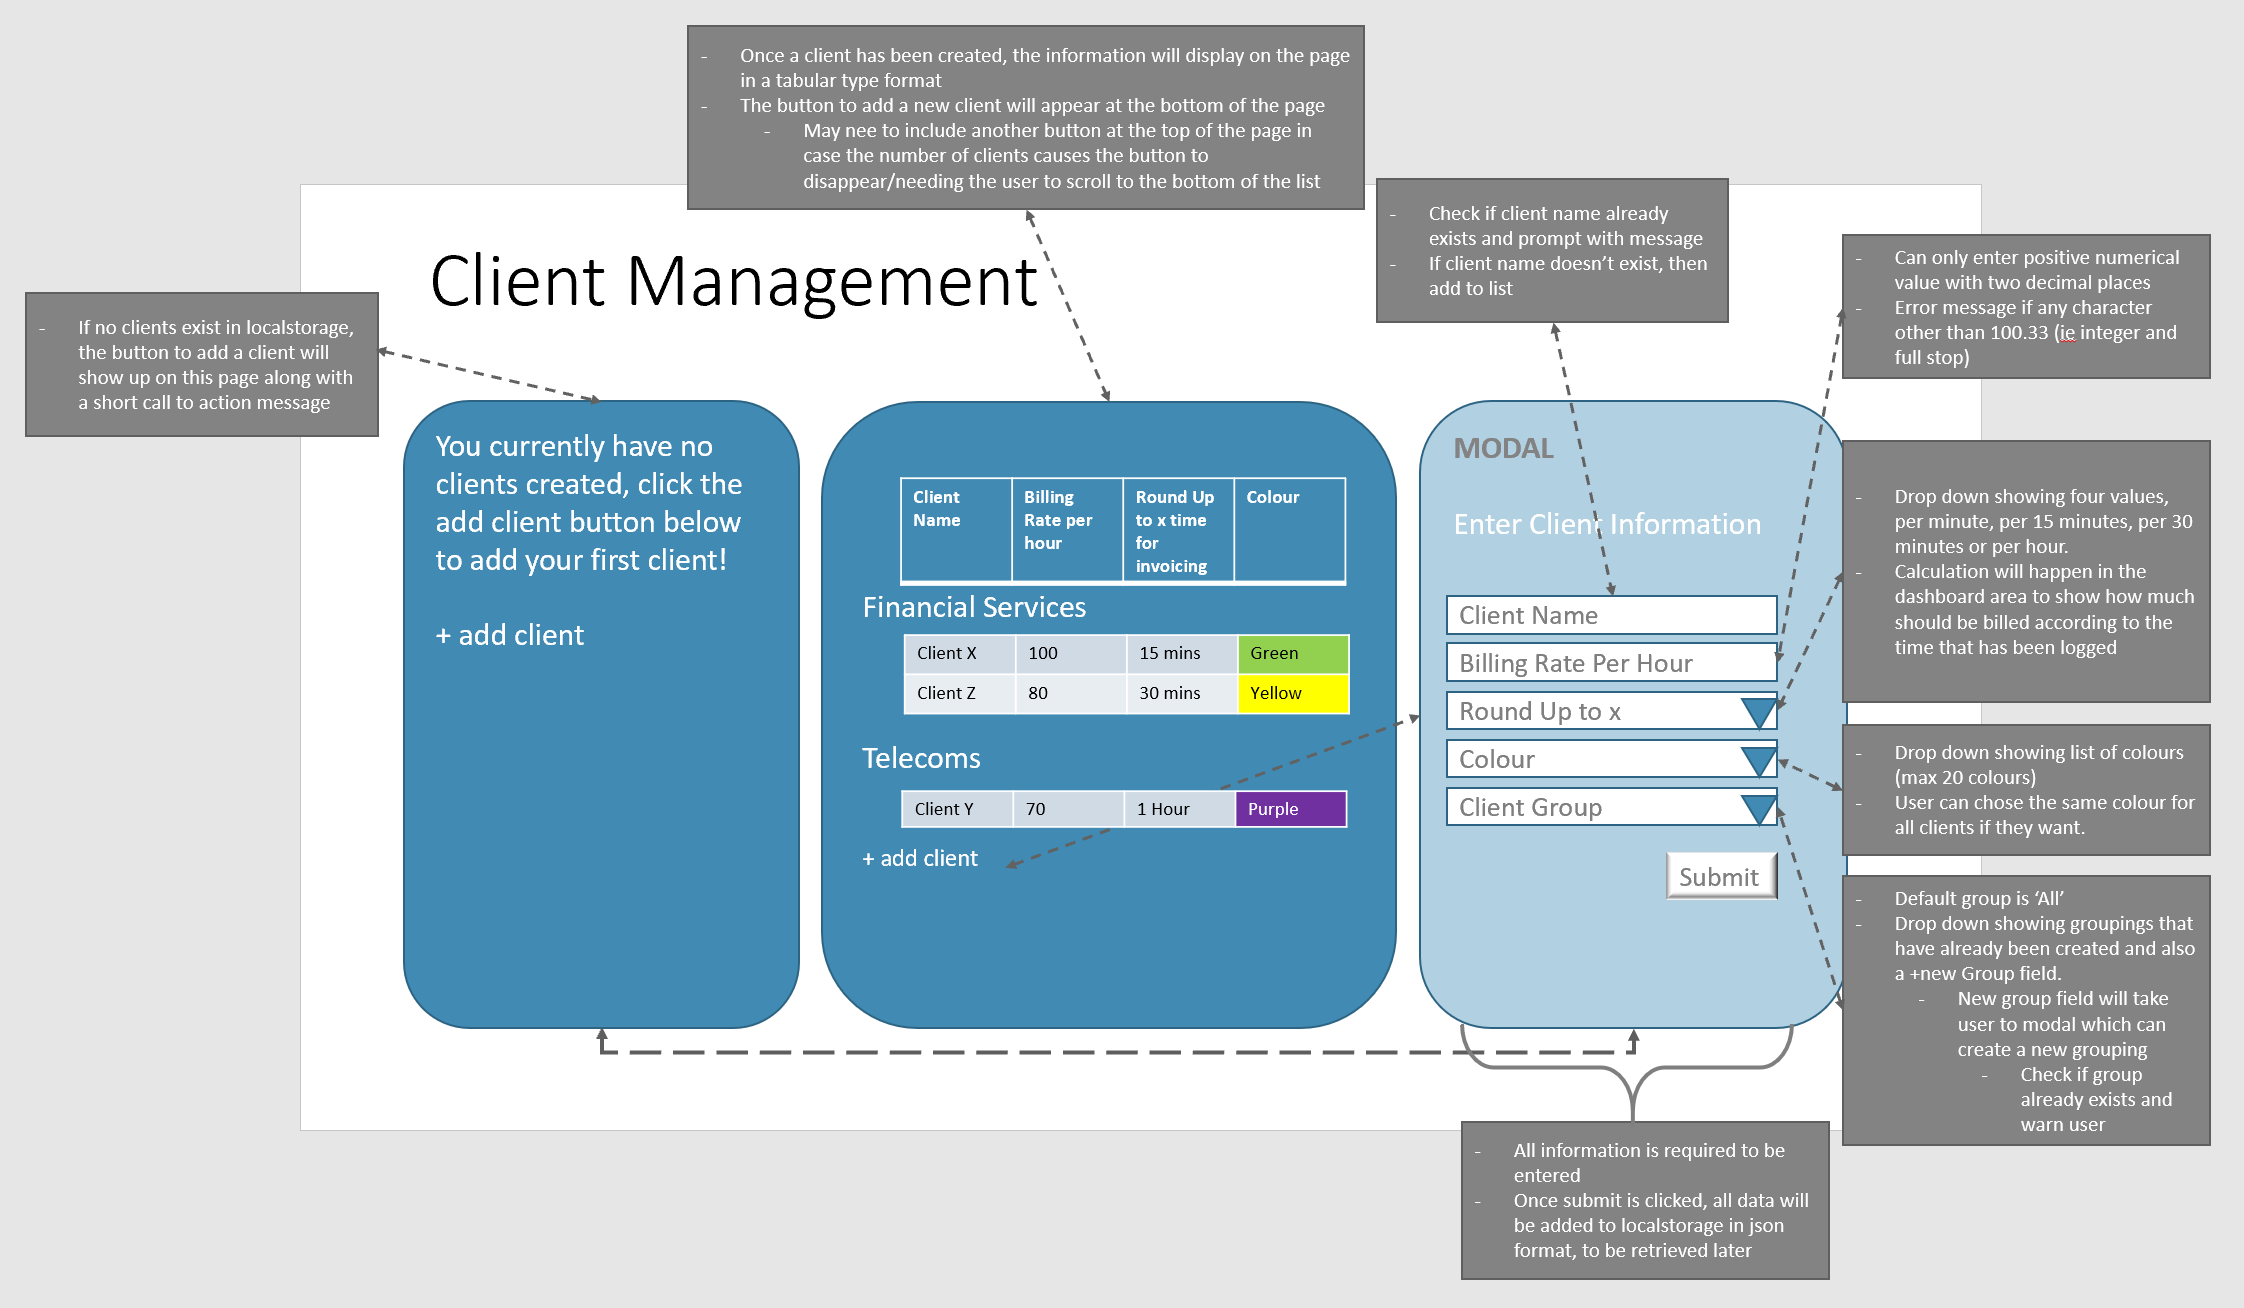 - Once a client has been created, the information will display on the page
in a tabular type format
- The button to add a new client will appear at the bottom of the page
- May nee to include another button at the top of the page in
case the number of clients causes the button to
disappear/needing the user to scroll to the bottom of the list
- Check if client name already
exists and prompt with message
- If client name doesn’t exist, then
add to list
- Can only enter positive numerical
value with two decimal places
- Error message if any character
other than 100.33 (ie integer and
full stop)
Client Management
- If no clients exist in localstorage,
the button to add a client will
show up on this page along with
a short call to action message
You currently have no
clients created, click the
add client button below
to add your first client!
+ add client
Client
Name
Billing
Rate per
hour
Round Up
to x time
for
invoicing
Colour
Financial Services
Client X 100 15 mins Green
Client Z 80 30 mins Yellow
Telecoms
Client Y 70 1 Hour Purple
+ add client
MODAL
Enter Client Information
Client Name
Billing Rate Per Hour
Round Up to x
Colour
Client Group
Submit
- Drop down showing four values,
per minute, per 15 minutes, per 30
minutes or per hour.
- Calculation will happen in the
dashboard area to show how much
should be billed according to the
time that has been logged
- Drop down showing list of colours
(max 20 colours)
- User can chose the same colour for
all clients if they want.
- Default group is ‘All’
- Drop down showing groupings that
have already been created and also
a +new Group field.
- New group field will take
user to modal which can
create a new grouping
- Check if group
already exists and
warn user
- All information is required to be
entered
- Once submit is clicked, all data will
be added to localstorage in json
format, to be retrieved later